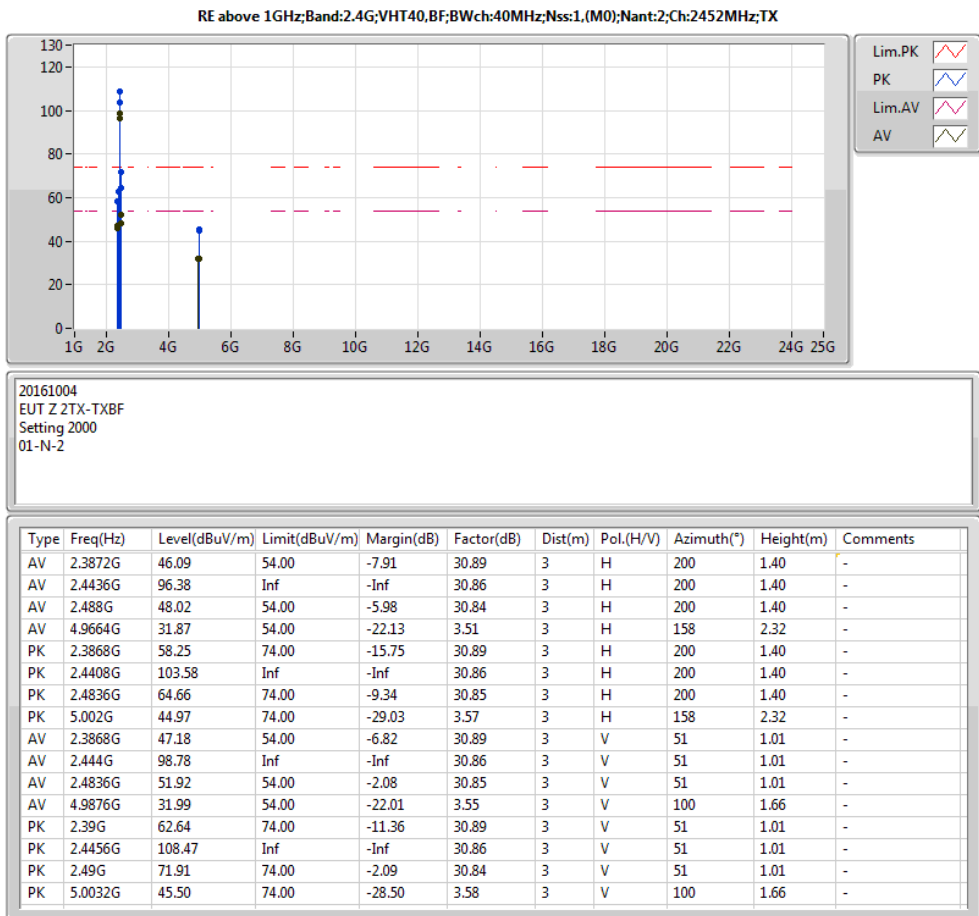 RE above 1GHz;Band:2.4G;VHT40,BF;BWch:40MHz;Nss:1,(M0);Nant:2;Ch:2452MHz;TX
130
120
100
80
60
40
20
0
1G 2G 4G 6G 8G 10G 12G 14G 16G 18G 20G 22G 24G 25G
Lim.PK
PK
Lim.AV
AV
20161004
EUT Z 2TX-TXBF
Setting 2000
01-N-2
Type Freq(Hz) Level(dBuV/m) Limit(dBuV/m) Margin(dB) Factor(dB) Dist(m) Pol.(H/V) Azimuth(°) Height(m) Comments
AV 2.3872G 46.09 54.00 -7.91 30.89 3 H 200 1.40 -
AV 2.4436G 96.38 Inf -Inf 30.86 3 H 200 1.40 -
AV 2.488G 48.02 54.00 -5.98 30.84 3 H 200 1.40 -
AV 4.9664G 31.87 54.00 -22.13 3.51 3 H 158 2.32 -
PK 2.3868G 58.25 74.00 -15.75 30.89 3 H 200 1.40 -
PK 2.4408G 103.58 Inf -Inf 30.86 3 H 200 1.40 -
PK 2.4836G 64.66 74.00 -9.34 30.85 3 H 200 1.40 -
PK 5.002G 44.97 74.00 -29.03 3.57 3 H 158 2.32 -
AV 2.3868G 47.18 54.00 -6.82 30.89 3 V 51 1.01 -
AV 2.444G 98.78 Inf -Inf 30.86 3 V 51 1.01 -
AV 2.4836G 51.92 54.00 -2.08 30.85 3 V 51 1.01 -
AV 4.9876G 31.99 54.00 -22.01 3.55 3 V 100 1.66 -
PK 2.39G 62.64 74.00 -11.36 30.89 3 V 51 1.01 -
PK 2.4456G 108.47 Inf -Inf 30.86 3 V 51 1.01 -
PK 2.49G 71.91 74.00 -2.09 30.84 3 V 51 1.01 -
PK 5.0032G 45.50 74.00 -28.50 3.58 3 V 100 1.66 -